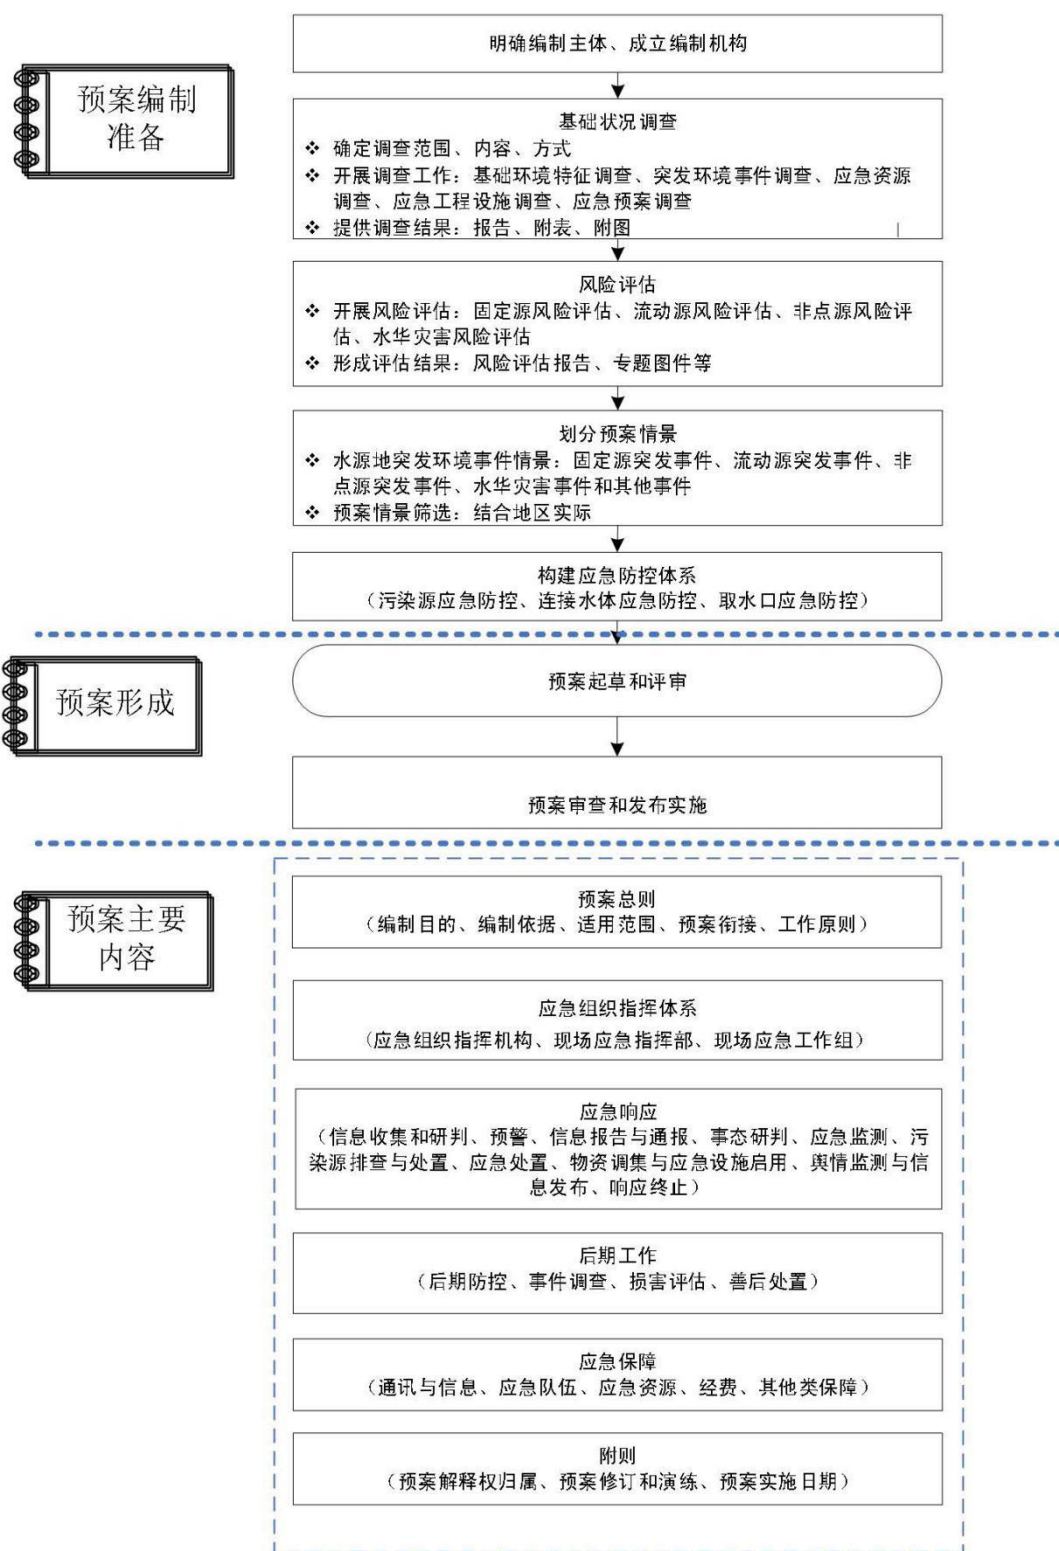 预案编制
准备
明确编制主体、成立编制机构
基础状况调查
❖ 确定调查范围、内容、方式
❖ 开展调查工作：基础环境特征调查、突发环境事件调查、应急资源
调查、应急工程设施调查、应急预案调查
❖ 提供调查结果：报告、附表、附图
风险评估
❖ 开展风险评估：固定源风险评估、流动源风险评估、非点源风险评
估、水华灾害风险评估
❖ 形成评估结果：风险评估报告、专题图件等
划分预案情景
❖ 水源地突发环境事件情景：固定源突发事件、流动源突发事件、非
点源突发事件、水华灾害事件和其他事件
❖ 预案情景筛选：结合地区实际
构建应急防控体系
（污染源应急防控、连接水体应急防控、取水口应急防控）
预案形成
预案起草和评审
预案审查和发布实施
预案主要
内容
预案总则
（编制目的、编制依据、适用范围、预案衔接、工作原则）
应急组织指挥体系
（应急组织指挥机构、现场应急指挥部、现场应急工作组）
应急响应
（信息收集和研判、预警、信息报告与通报、事态研判、应急监测、污
染源排查与处置、应急处置、物资调集与应急设施启用、舆情监测与信
息发布、响应终止）
后期工作
（后期防控、事件调查、损害评估、善后处置）
应急保障
（通讯与信息、应急队伍、应急资源、经费、其他类保障）
附则
（预案解释权归属、预案修订和演练、预案实施日期）